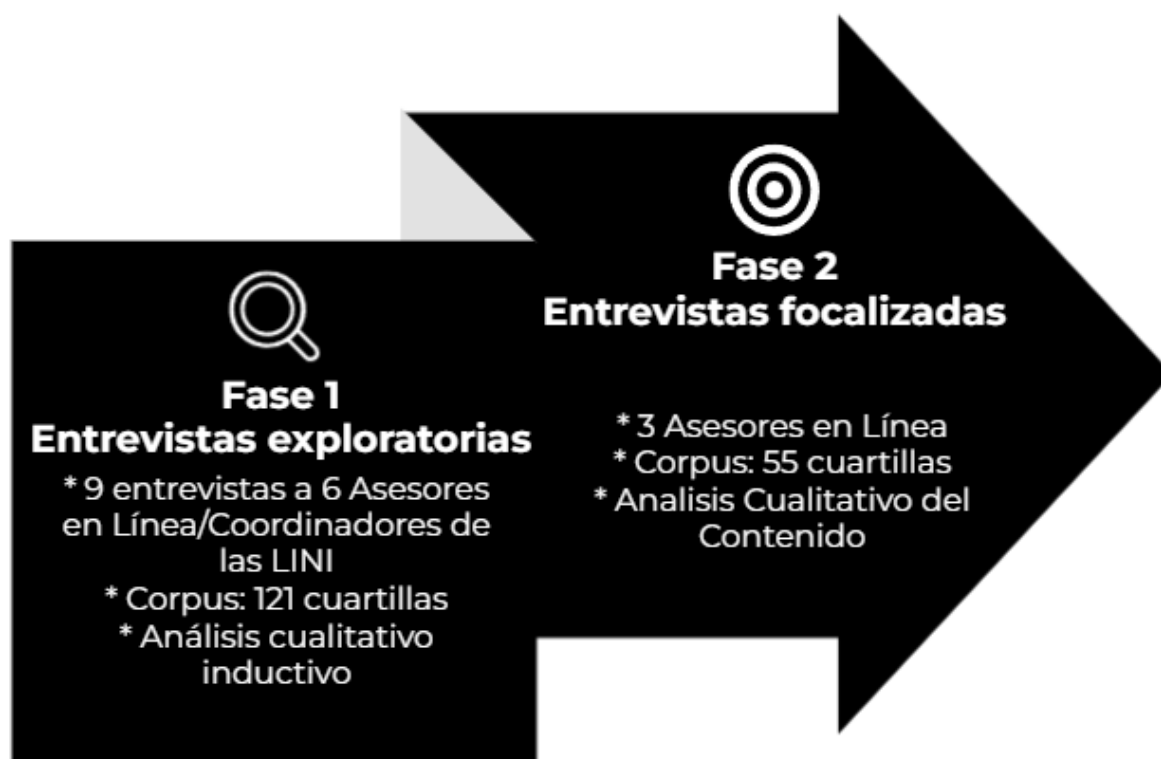 Fase 1
Entrevistas exploratorias
* 9 entrevistas a 6 Asesores
en Línea/Coordinadores de
las LINI
* Corpus: 121 cuartillas
* Análisis cualitativo
inductivo
Fase 2
Entrevistas focalizadas
* 3 Asesores en Línea
* Corpus: 55 cuartillas
* Analisis Cualitativo del
Contenido